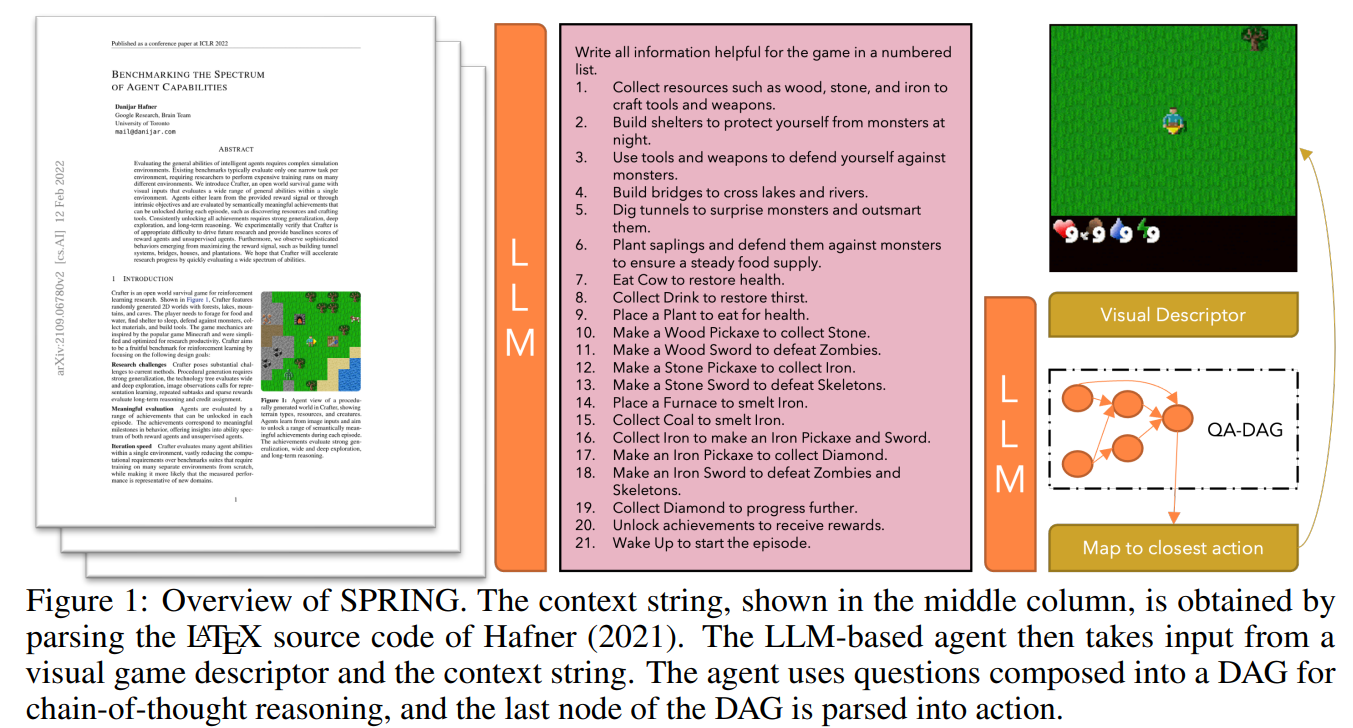 Published as a conference paper at ICLR 2022
BENCHMARKING THE SPECTRUM
OF AGENT CAPABILITIES
Danijar Hafner
Google Research, Brain Team
University of Toronto
mail@danijar.com
ABSTRACT
Evaluating the general abilities of intelligent agents requires complex simulation
environments. Existing benchmarks typically evaluate only one narrow task per
environment, requiring researchers to perform expensive training runs on many
different environments. We introduce Crafter, an open world survival game with
visual inputs that evaluates a wide range of general abilities within a single
environment. Agents either learn from the provided reward signal or through
intrinsic objectives and are evaluated by semantically meaningful achievements that
can be unlocked during each episode, such as discovering resources and crafting
tools. Consistently unlocking all achievements requires strong generalization, deep
exploration, and long-term reasoning. We experimentally verify that Crafter is
of appropriate difficulty to drive future research and provide baselines scores of
reward agents and unsupervised agents. Furthermore, we observe sophisticated
behaviors emerging from maximizing the reward signal, such as building tunnel
systems, bridges, houses, and plantations. We hope that Crafter will accelerate
research progress by quickly evaluating a wide spectrum of abilities.
1 INTRODUCTION
Crafter is an open world survival game for reinforcement
learning research. Shown in Figure 1, Crafter features
randomly generated 2D worlds with forests, lakes, moun-
tains, and caves. The player needs to forage for food and
water, find shelter to sleep, defend against monsters, col-
lect materials, and build tools. The game mechanics are
inspired by the popular game Minecraft and were simpli-
fied and optimized for research productivity. Crafter aims
to be a fruitful benchmark for reinforcement learning by
focusing on the following design goals:
Research challenges Crafter poses substantial chal-
lenges to current methods. Procedural generation requires
strong generalization, the technology tree evaluates wide
and deep exploration, image observations calls for repre-
sentation learning, repeated subtasks and sparse rewards
evaluate long-term reasoning and credit assignment.
Meaningful evaluation Agents are evaluated by a
range of achievements that can be unlocked in each
episode. The achievements correspond to meaningful
milestones in behavior, offering insights into ability spec-
trum of both reward agents and unsupervised agents.
Iteration speed Crafter evaluates many agent abilities
within a single environment, vastly reducing the compu-
tational requirements over benchmarks suites that require
training on many separate environments from scratch,
while making it more likely that the measured perfor-
mance is representative of new domains.
Figure 1: Agent view of a procedu-
rally generated world in Crafter, showing
terrain types, resources, and creatures.
Agents learn from image inputs and aim
to unlock a range of semantically mean-
ingful achievements during each episode.
The achievements evaluate strong gen-
eralization, wide and deep exploration,
and long-term reasoning.
1
arXiv:2109.06780v2 [cs.AI] 12 Feb 2022
LLM
Write all information helpful for the game in a numbered
list.
1. Collect resources such as wood, stone, and iron to
craft tools and weapons.
2. Build shelters to protect yourself from monsters at
night.
3. Use tools and weapons to defend yourself against
monsters.
4. Build bridges to cross lakes and rivers.
5. Dig tunnels to surprise monsters and outsmart
them.
6. Plant saplings and defend them against monsters
to ensure a steady food supply.
7. Eat Cow to restore health.
8. Collect Drink to restore thirst.
9. Place a Plant to eat for health.
10. Make a Wood Pickaxe to collect Stone.
11. Make a Wood Sword to defeat Zombies.
12. Make a Stone Pickaxe to collect Iron.
13. Make a Stone Sword to defeat Skeletons.
14. Place a Furnace to smelt Iron.
15. Collect Coal to smelt Iron.
16. Collect Iron to make an Iron Pickaxe and Sword.
17. Make an Iron Pickaxe to collect Diamond.
18. Make an Iron Sword to defeat Zombies and
Skeletons.
19. Collect Diamond to progress further.
20. Unlock achievements to receive rewards.
21. Wake Up to start the episode.
LLM
9 9 9 9
Visual Descriptor
QA-DAG
Map to closest action
Figure 1: Overview of SPRING. The context string, shown in the middle column, is obtained by
parsing the LATEX source code of Hafner (2021). The LLM-based agent then takes input from a
visual game descriptor and the context string. The agent uses questions composed into a DAG for
chain-of-thought reasoning, and the last node of the DAG is parsed into action.